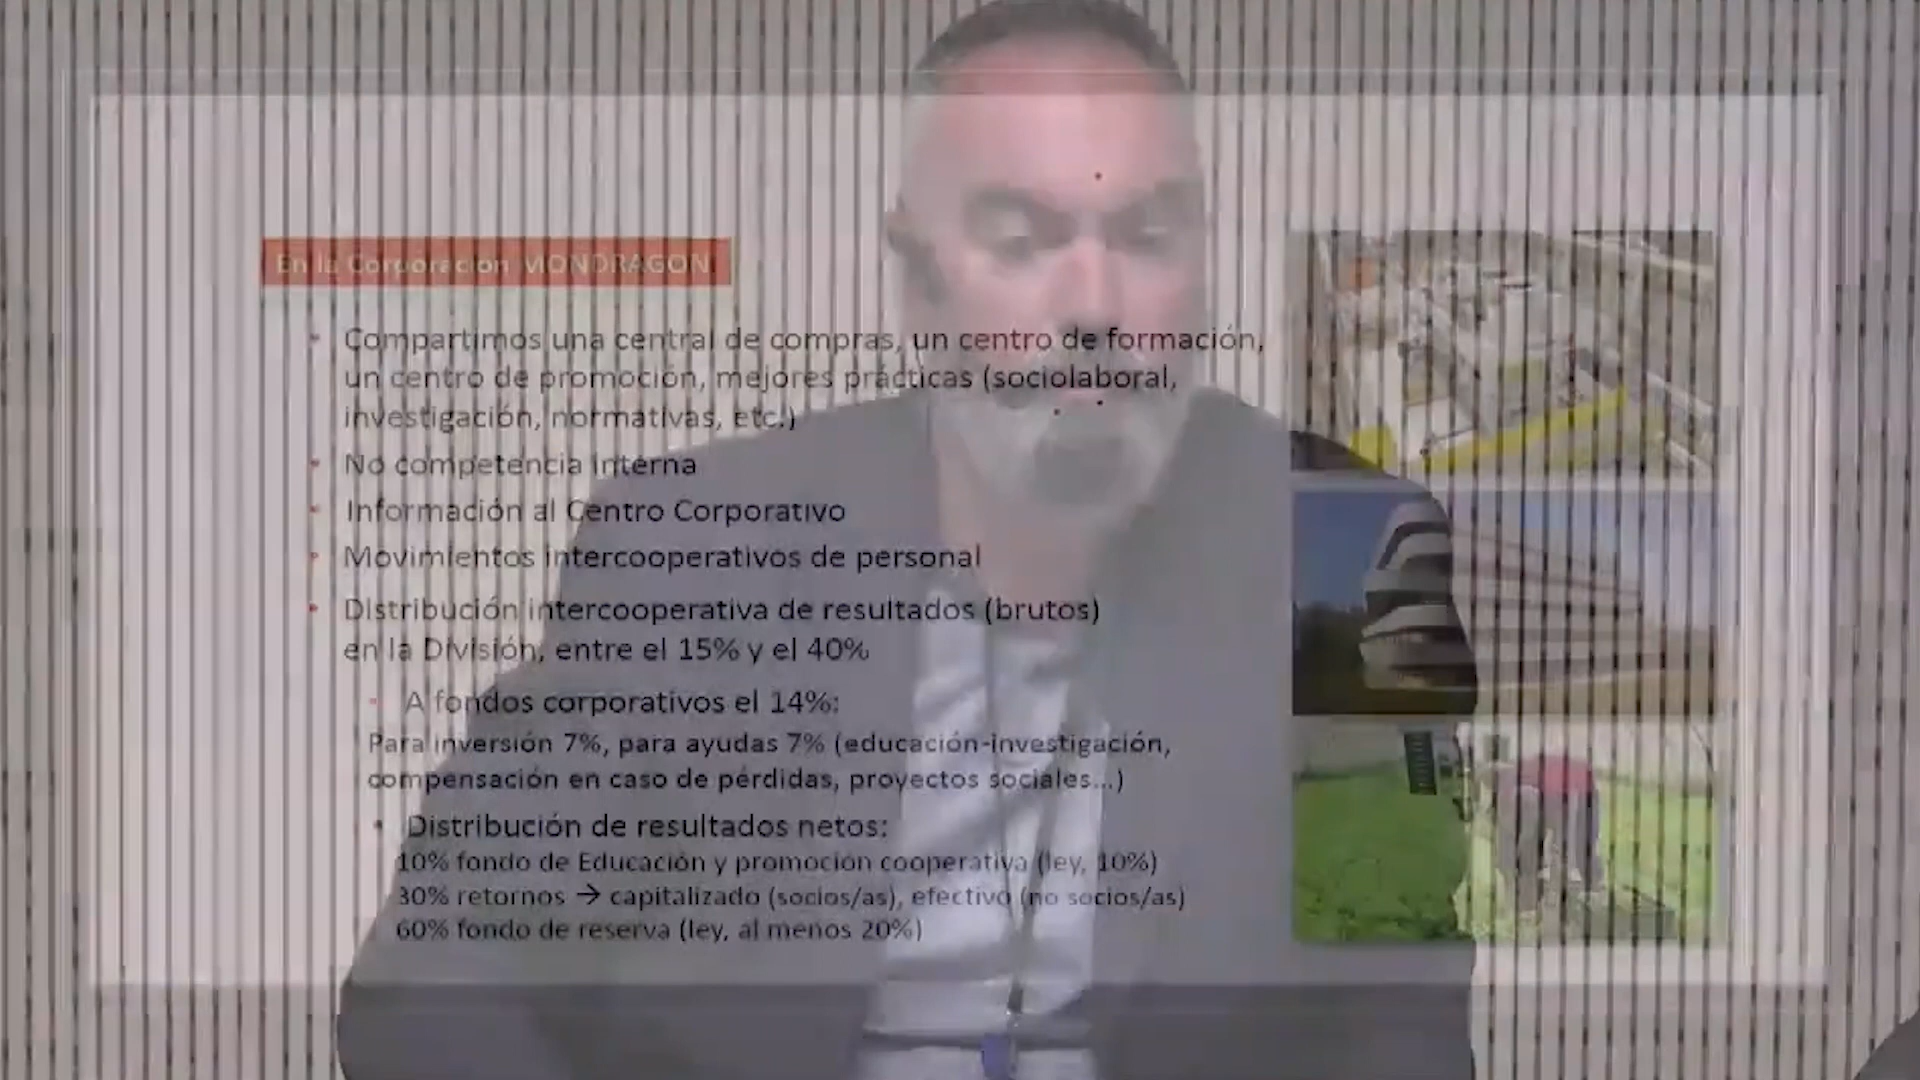 En la Corporación MONDRAGON
• Compartimos una central de compras, un centro de formación,
un centro de promoción, mejores prácticas (sociolaboral,
investigación, normativas, etc.)
• No competencia interna
• Información al Centro Corporativo
• Movimientos intercooperativos de personal
• Distribución intercooperativa de resultados (brutos)
en la División, entre el 15% y el 40%
• A fondos corporativos el 14%:
Para inversión 7%, para ayudas 7% (educación-investigación,
compensación en caso de pérdidas, proyectos sociales...)
• Distribución de resultados netos:
10% fondo de Educación y promoción cooperativa (ley, 10%)
30% retornos → capitalizado (socios/as), efectivo (no socios/as)
60% fondo de reserva (ley, al menos 20%)